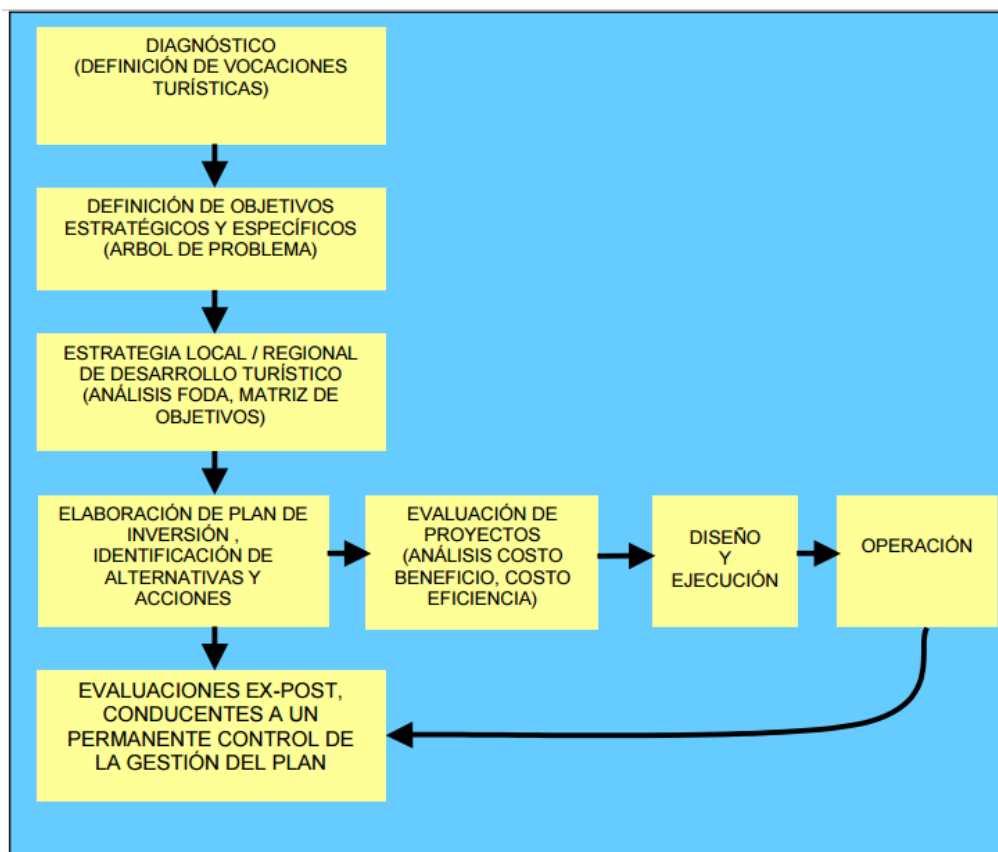 DIAGNÓSTICO
(DEFINICIÓN DE VOCACIONES
TURÍSTICAS)
DEFINICIÓN DE OBJETIVOS
ESTRATÉGICOS Y ESPECÍFICOS
(ARBOL DE PROBLEMA)
ESTRATEGIA LOCAL / REGIONAL
DE DESARROLLO TURÍSTICO
(ANÁLISIS FODA, MATRIZ DE
OBJETIVOS)
ELABORACIÓN DE PLAN DE
INVERSIÓN ,
IDENTIFICACIÓN DE
ALTERNATIVAS Y
ACCIONES
EVALUACIÓN DE
PROYECTOS
(ANÁLISIS COSTO
BENEFICIO, COSTO
EFICIENCIA)
DISEÑO
Y
EJECUCIÓN
OPERACIÓN
EVALUACIONES EX-POST,
CONDUCENTES A UN
PERMANENTE CONTROL DE
LA GESTIÓN DEL PLAN